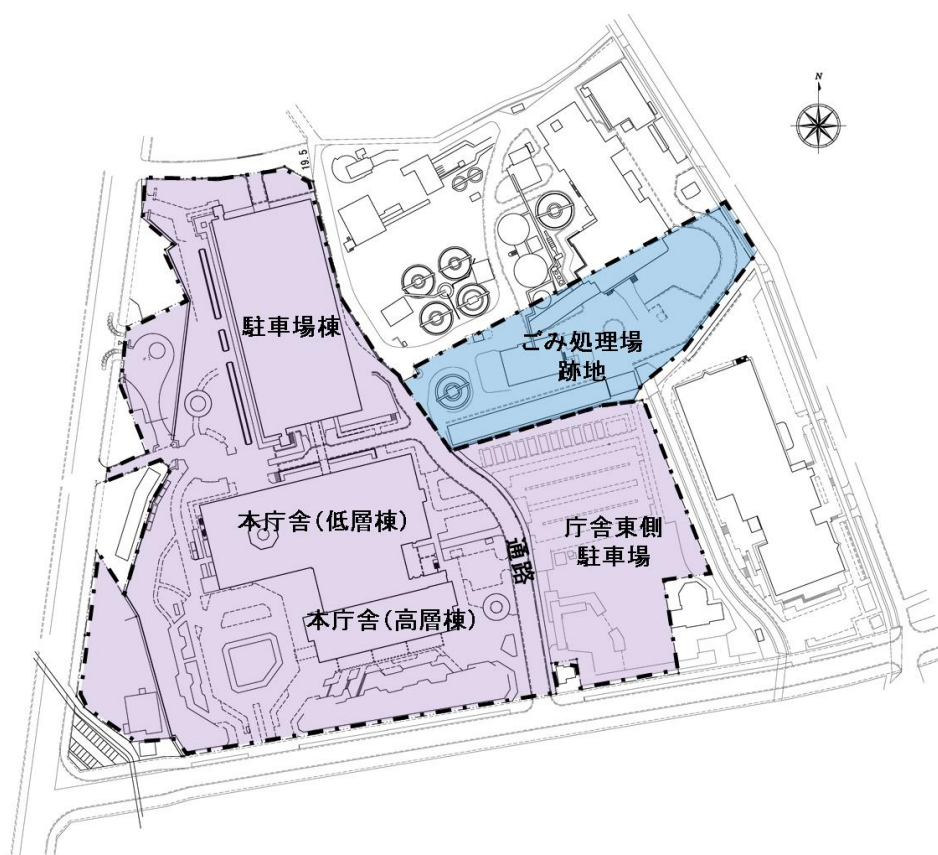 N
19.5
駐車場棟
ごみ処理場
跡地
本庁舎(低層棟)
庁舎東側
駐車場
通路
本庁舎(高層棟)